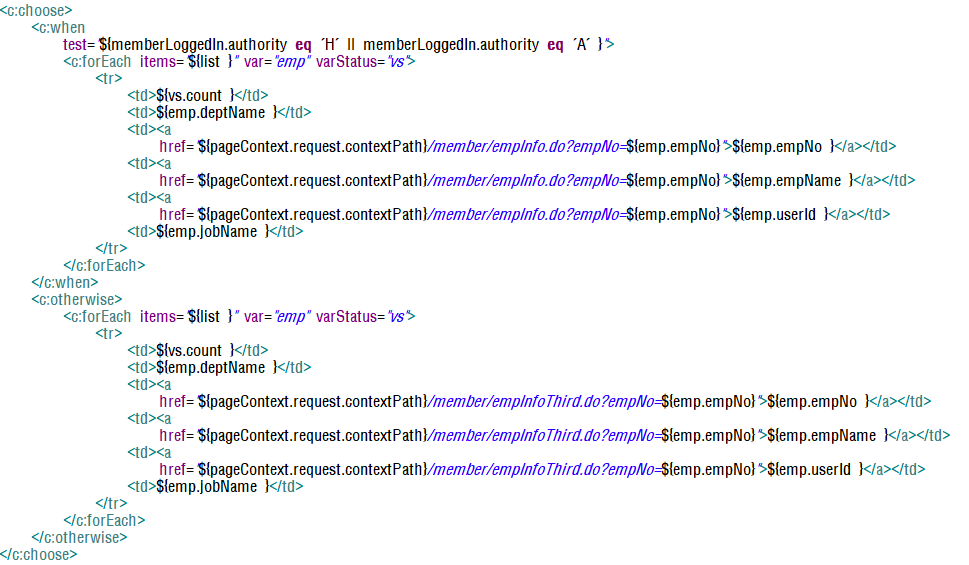 <c:choose>
<c:when
test="${memberLoggedIn.authority eq 'H' || memberLoggedIn.authority eq 'A' }">
<c:forEach items="${list }" var="emp" varStatus="vs">
<tr>
<td>${vs.count }</td>
<td>${emp.deptName }</td>
<td><a
href="${pageContext.request.contextPath}/member/empInfo.do?empNo=${emp.empNo}">${emp.empNo }</a></td>
<td><a
href="${pageContext.request.contextPath}/member/empInfo.do?empNo=${emp.empNo}">${emp.empName }</a></td>
<td><a
href="${pageContext.request.contextPath}/member/empInfo.do?empNo=${emp.empNo}">${emp.userId }</a></td>
<td>${emp.jobName }</td>
</tr>
</c:forEach>
</c:when>
<c:otherwise>
<c:forEach items="${list }" var="emp" varStatus="vs">
<tr>
<td>${vs.count }</td>
<td>${emp.deptName }</td>
<td><a
href="${pageContext.request.contextPath}/member/empInfoThird.do?empNo=${emp.empNo}">${emp.empNo }</a></td>
<td><a
href="${pageContext.request.contextPath}/member/empInfoThird.do?empNo=${emp.empNo}">${emp.empName }</a></td>
<td><a
href="${pageContext.request.contextPath}/member/empInfoThird.do?empNo=${emp.empNo}">${emp.userId }</a></td>
<td>${emp.jobName }</td>
</tr>
</c:forEach>
</c:otherwise>
</c:choose>